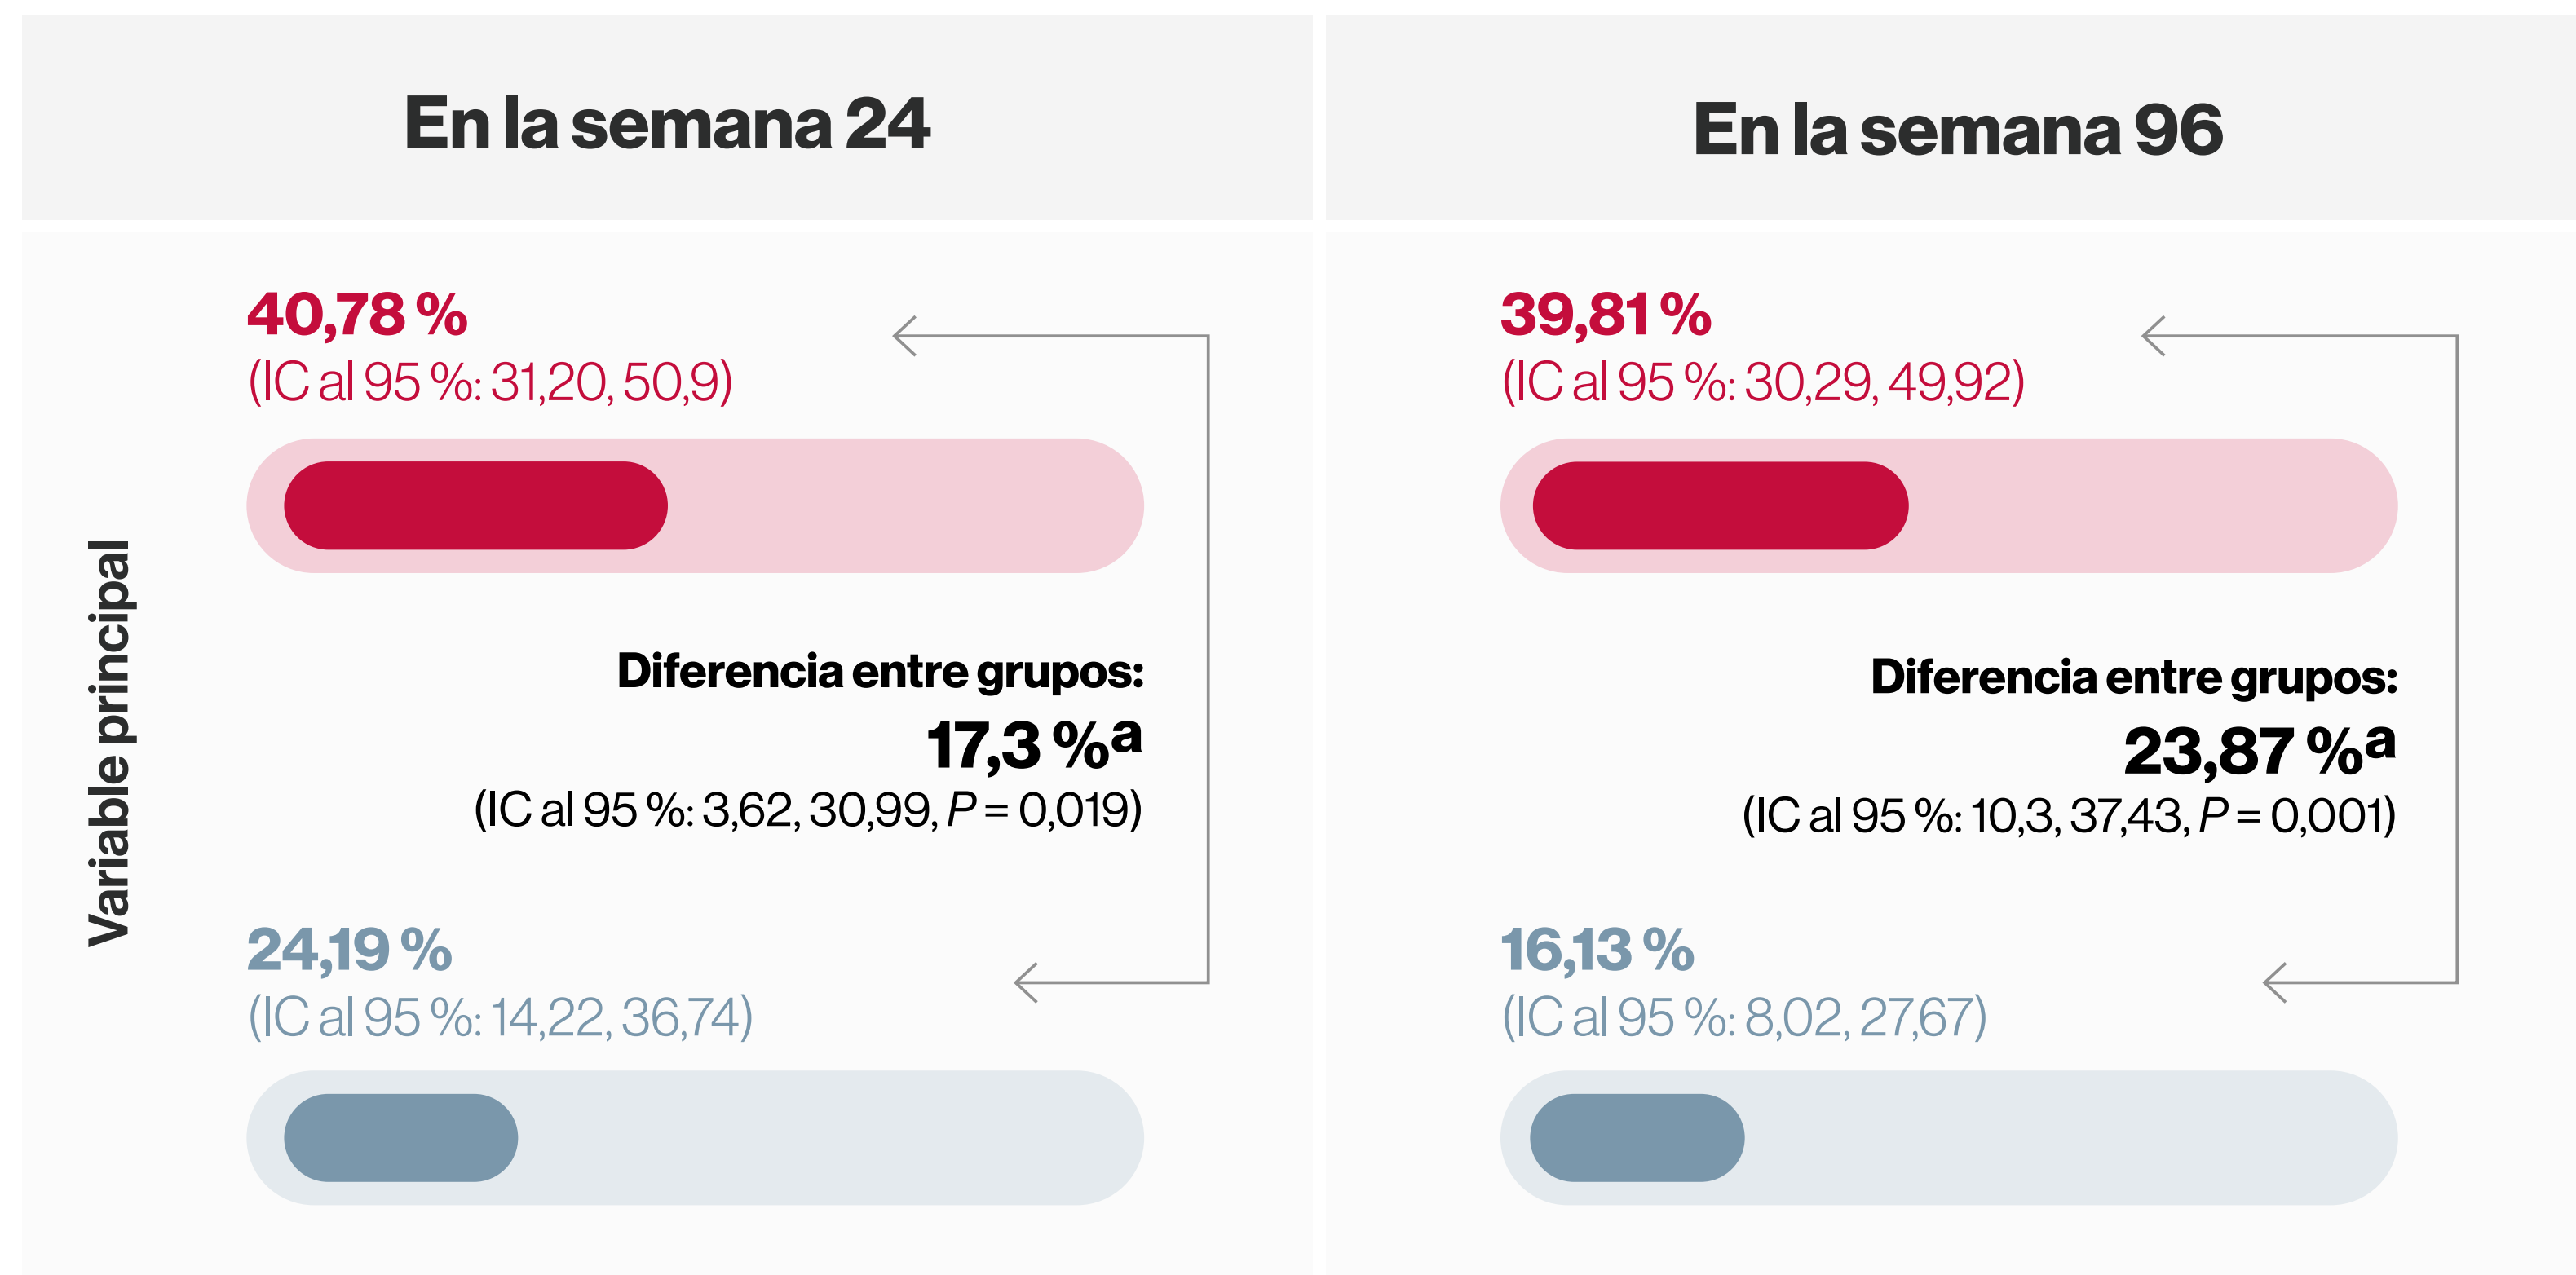 En la semana 24
En la semana 96
Variable principal
40,78 %
(IC al 95 %: 31,20, 50,9)
Diferencia entre grupos:
17,3 %ª
(IC al 95 %: 3,62, 30,99, P = 0,019)
24,19 %
(IC al 95 %: 14,22, 36,74)
39,81 %
(IC al 95 %: 30,29, 49,92)
Diferencia entre grupos:
23,87 %ª
(IC al 95 %: 10,3, 37,43, P = 0,001)
16,13 %
(IC al 95 %: 8,02, 27,67)